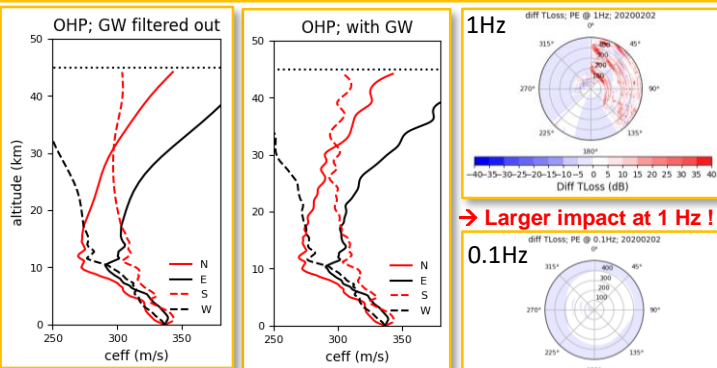 OHP; GW filtered out
50
40
30
20
10
0
altitude (km)
250
300
350
ceff (m/s)
N
E
S
W
OHP; with GW
50
40
30
20
10
0
250
300
350
ceff (m/s)
N
E
S
W
1Hz
diff TLoss; PE @ 1Hz; 20200202
0°
315°
45°
270°
90°
225°
135°
180°
400
300
200
100
−40−35−30−25−20−15−10 −5 0 5 10 15 20 25 30 35 40
Diff TLoss (dB)
→ Larger impact at 1 Hz !
0.1Hz
diff TLoss; PE @ 0.1Hz; 20200202
0°
315°
45°
400
300
200
100
270°
90°
225°
135°